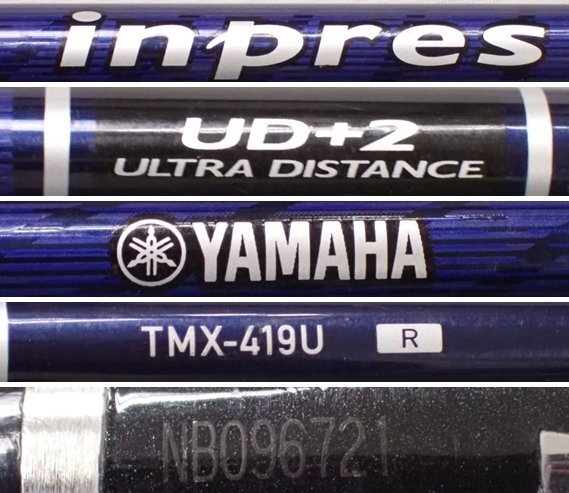 inpres
UD+2
ULTRA DISTANCE
YAMAHA
TMX-419U R
NB096721